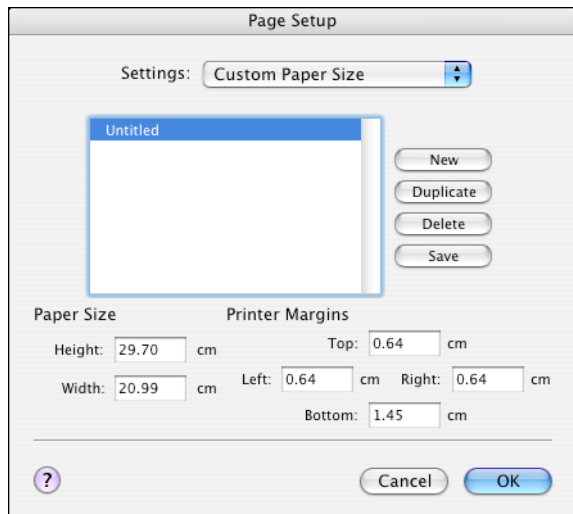 Page Setup
Settings: Custom Paper Size
Untitled
New
Duplicate
Delete
Save
Paper Size
Printer Margins
Height: 29.70 cm
Top: 0.64 cm
Width: 20.99 cm
Left: 0.64 cm Right: 0.64 cm
Bottom: 1.45 cm
?
Cancel OK